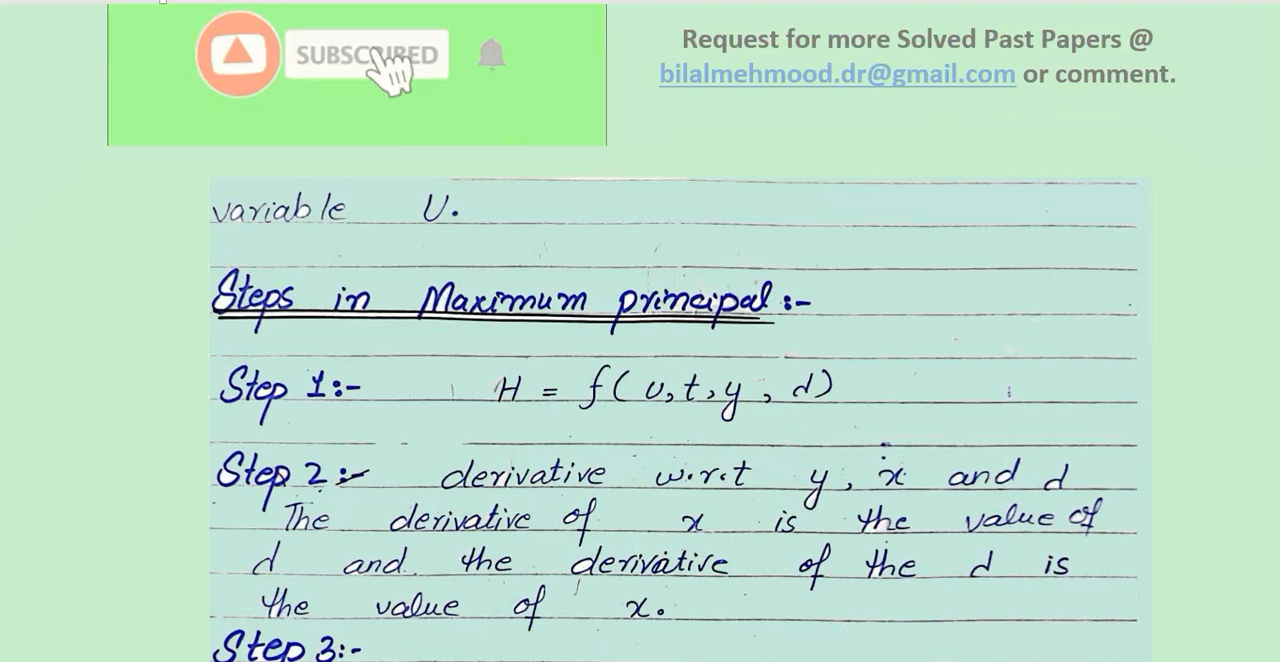 SUBSCRIBED
Request for more Solved Past Papers @
bilalmehmood.dr@gmail.com or comment.
variable U.
Steps in Maximum principal :-
Step 1:- H = f( u, t, y, d)
Step 2:- derivative w.r.t y, ẋ and d
The derivative of x is the value of
d and the derivative of the d is
the value of x.
Step 3:-